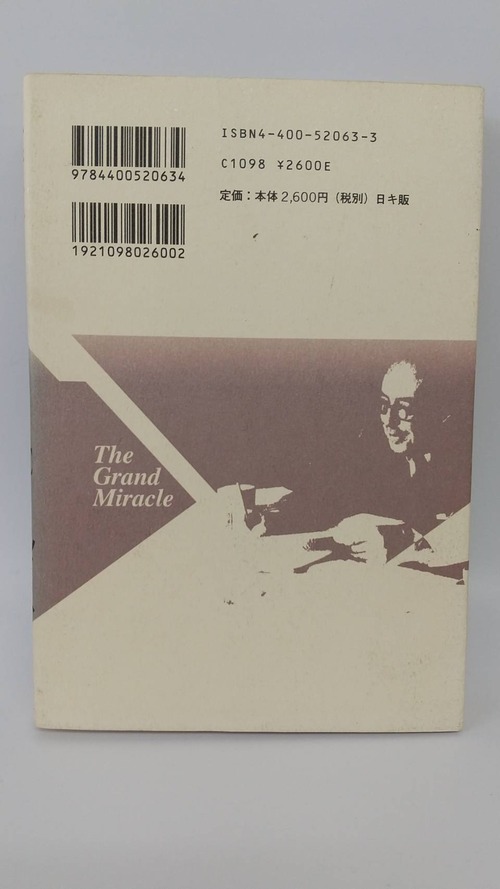 ISBN4-400-52063-3
C1098 ¥2600E
定価：本体2,600円（税別）日キ販
9784400520634
1921098026002
The
Grand
Miracle